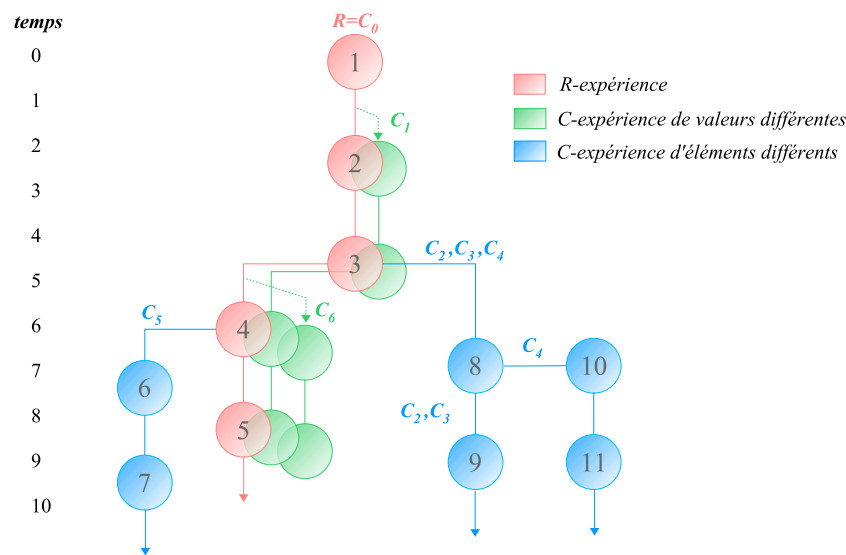 temps
R=C0
0
1
1
R-expérience
C1
C-expérience de valeurs différentes
2
2
C-expérience d'éléments différents
3
4
C2,C3,C4
3
5
C5
C6
6
4
C4
7
8
10
6
C2,C3
8
5
9
9
11
7
10